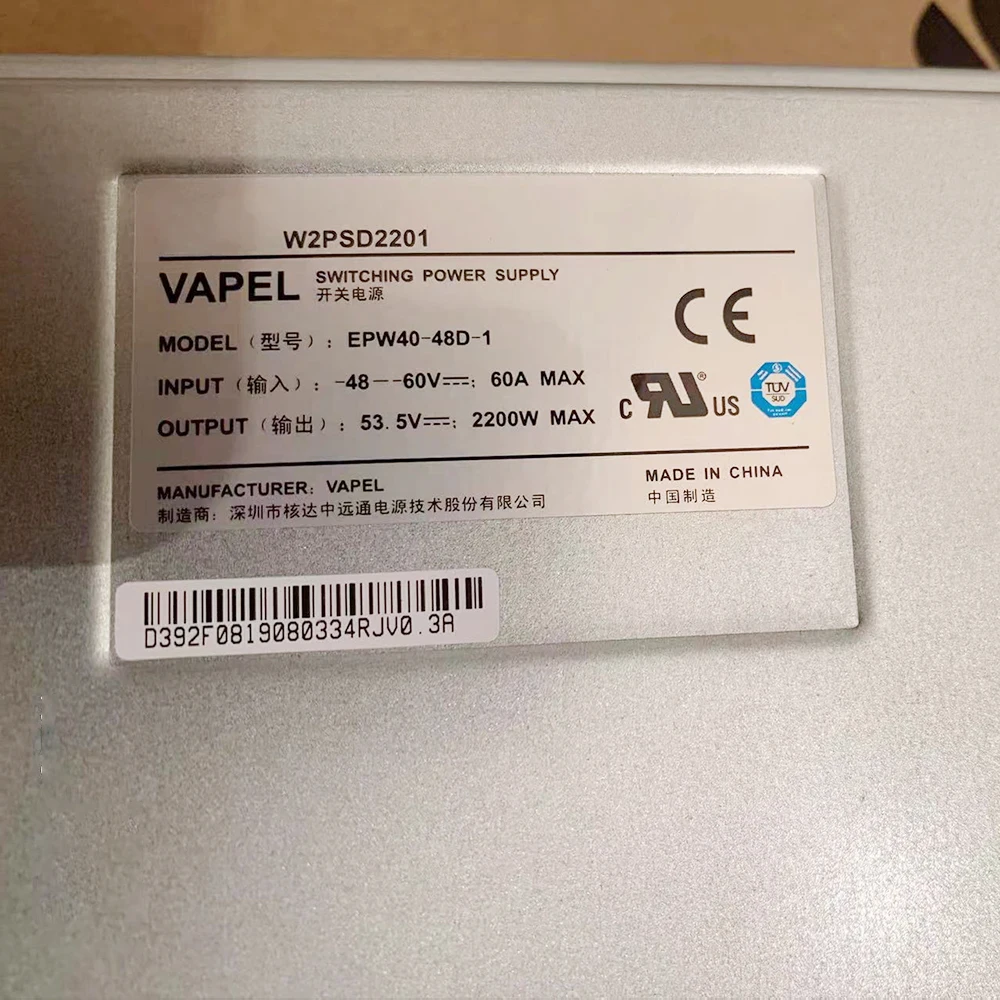 W2PSD2201
VAPEL SWITCHING POWER SUPPLY
开关电源
MODEL（型号）：EPW40-48D-1
INPUT（输入）：-48--60V⎓; 60A MAX
OUTPUT（输出）：53.5V⎓; 2200W MAX
CE
C RU® US
TÜV
SÜD
MANUFACTURER: VAPEL
制造商：深圳市核达中远通电源技术股份有限公司
MADE IN CHINA
中国制造
D392F0819080334RJV0.3A